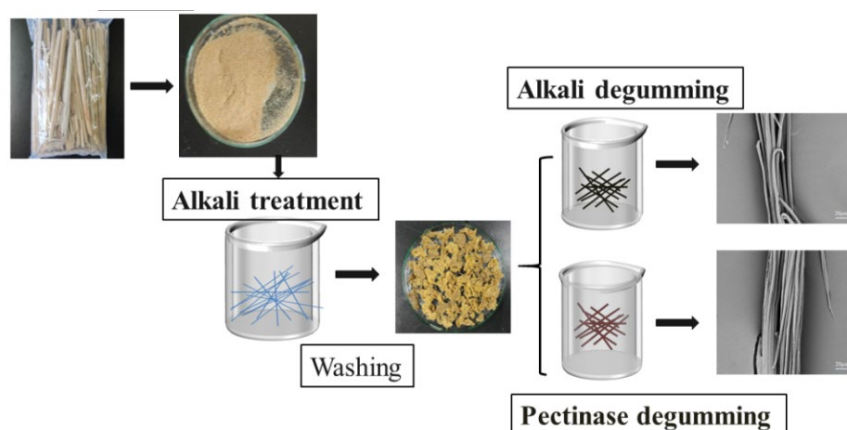 Alkali degumming
Alkali treatment
Washing
Pectinase degumming